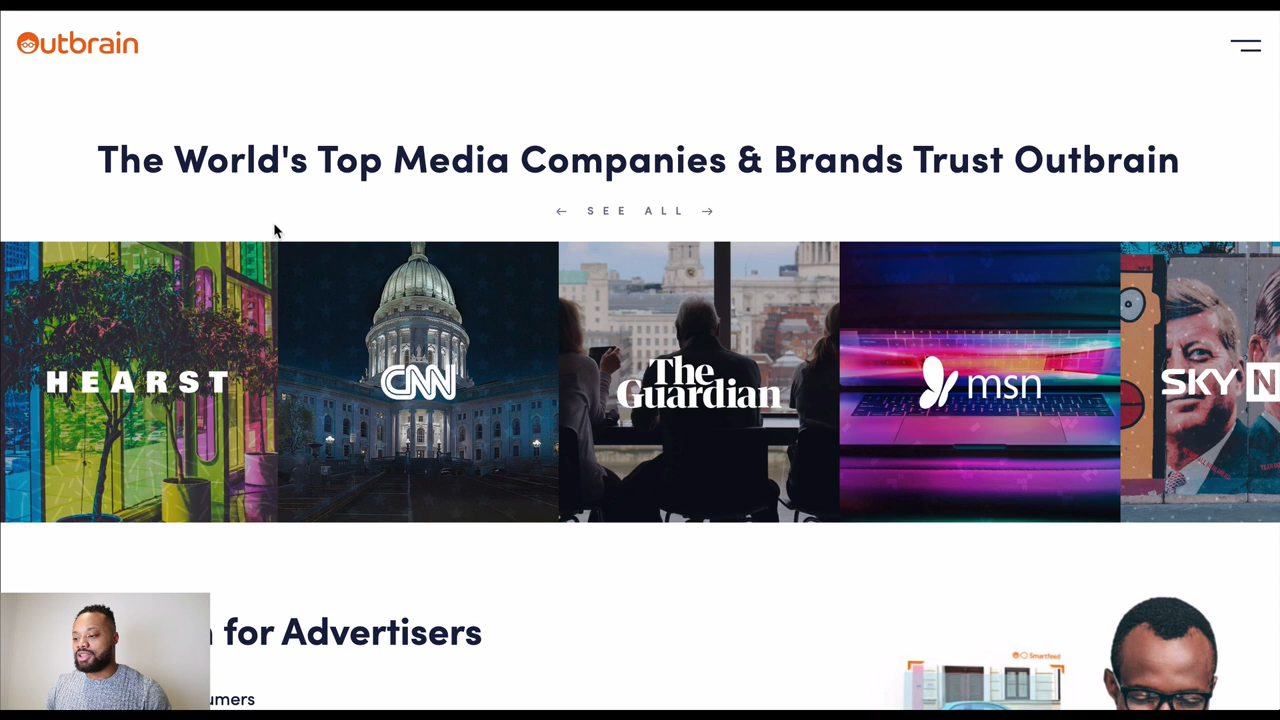 Outbrain
The World's Top Media Companies & Brands Trust Outbrain
← SEE ALL →
HEARST
CNN
The
Guardian
msn
SKY N
for Advertisers
Smartfeed
umers